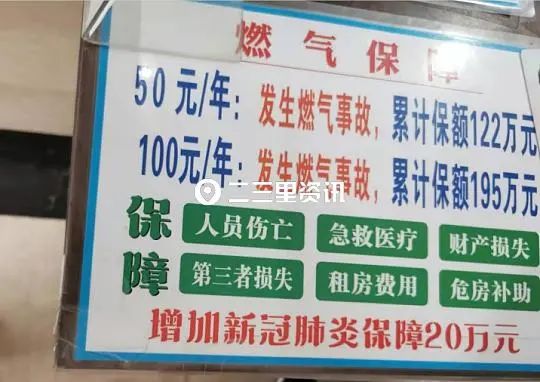 燃气保障
50元/年：发生燃气事故，累计保额122万元
100元/年：发生燃气事故，累计保额195万元
二三里资讯
保障
人员伤亡 急救医疗 财产损失
第三者损失 租房费用 危房补助
增加新冠肺炎保障20万元